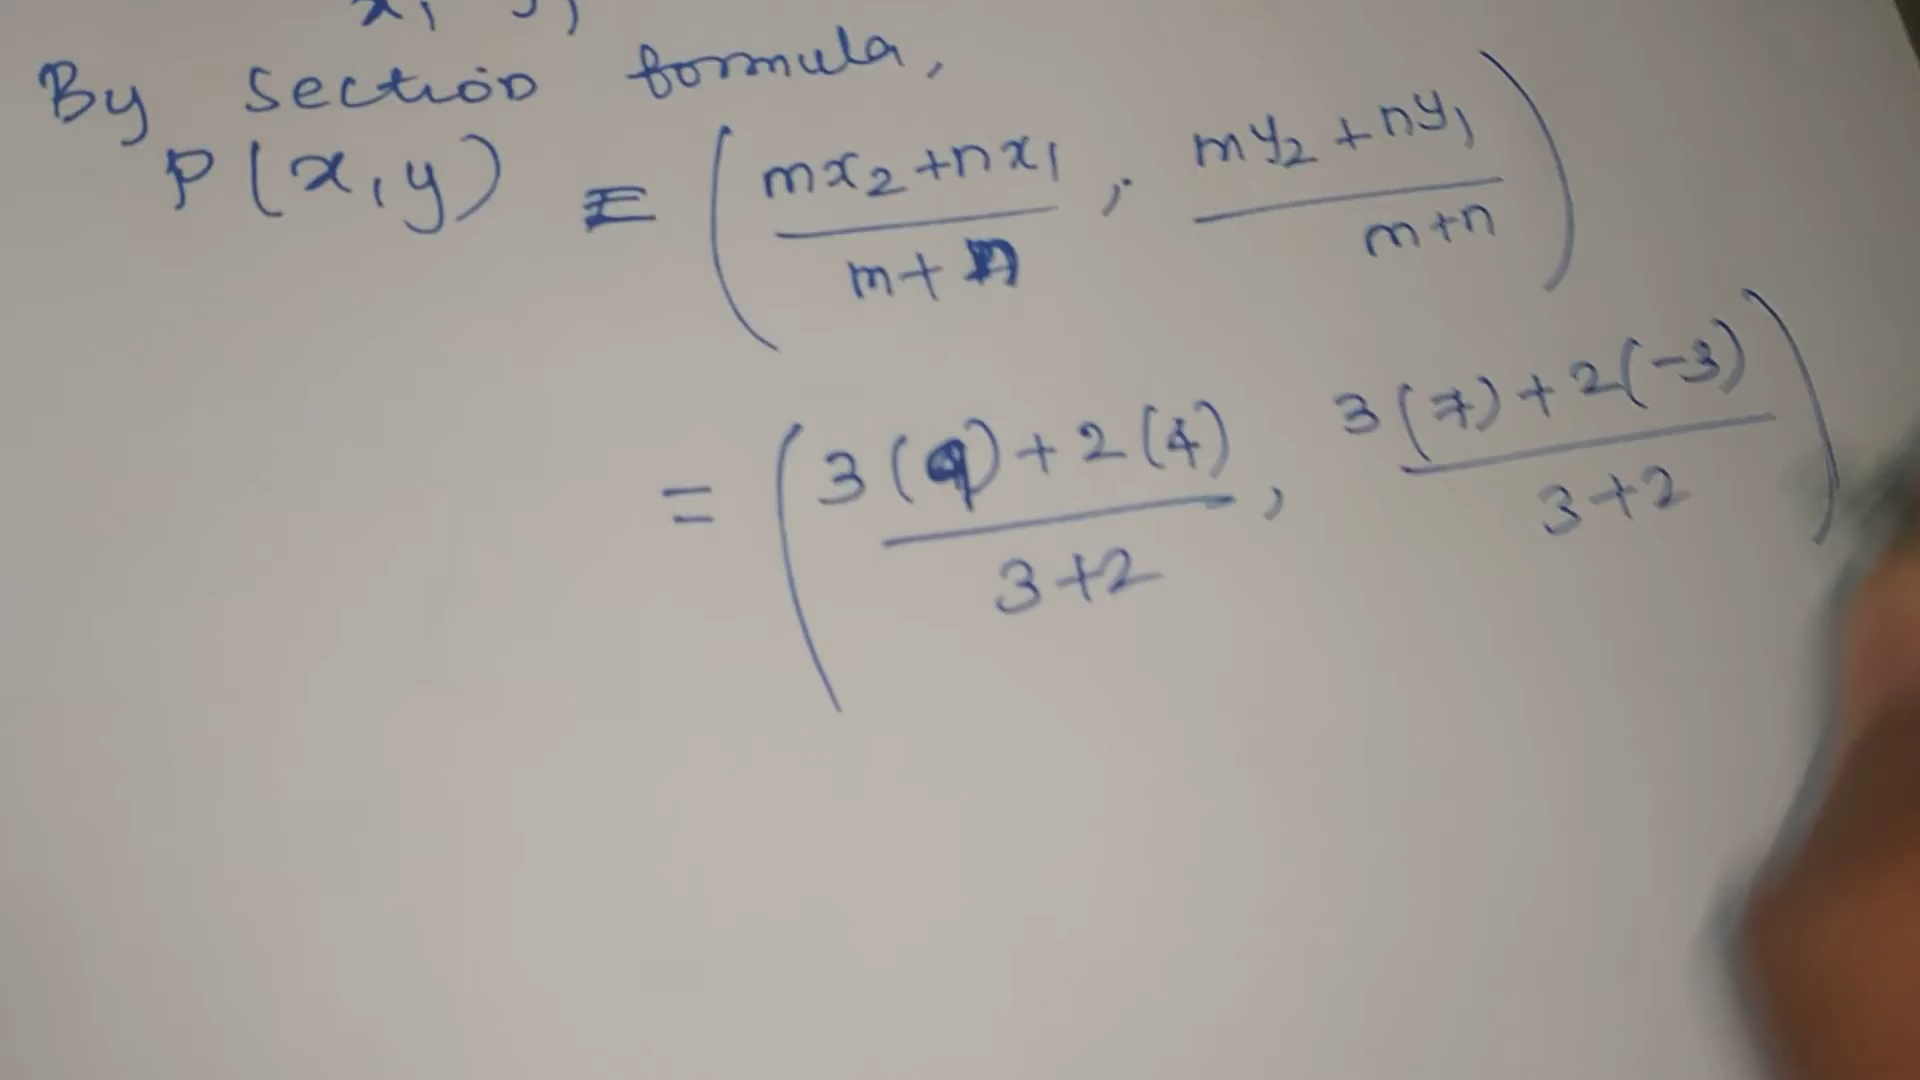 x, y,
By section formula,
P(x,y) = ( mx₂+nx₁ / m+n , my₂+ny₁ / m+n )
= ( 3(9)+2(4) / 3+2 , 3(7)+2(-3) / 3+2 )